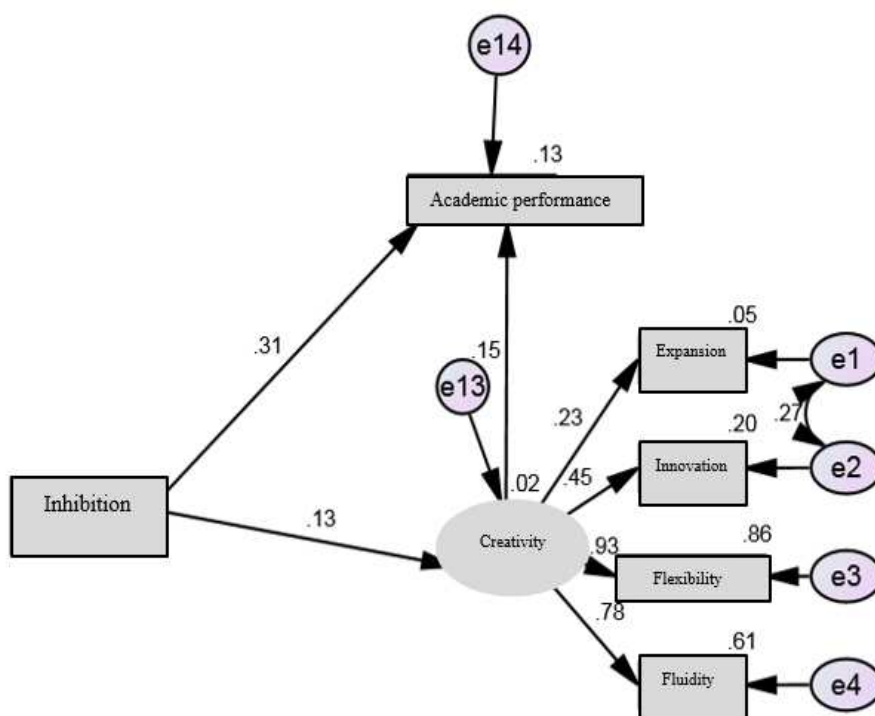 e14
.13
Academic performance
.31
.15
e13
.05
Expansion
e1
.23
.27
.20
Innovation
e2
.45
.02
Inhibition
.13
Creativity
.93
.86
Flexibility
e3
.78
.61
Fluidity
e4